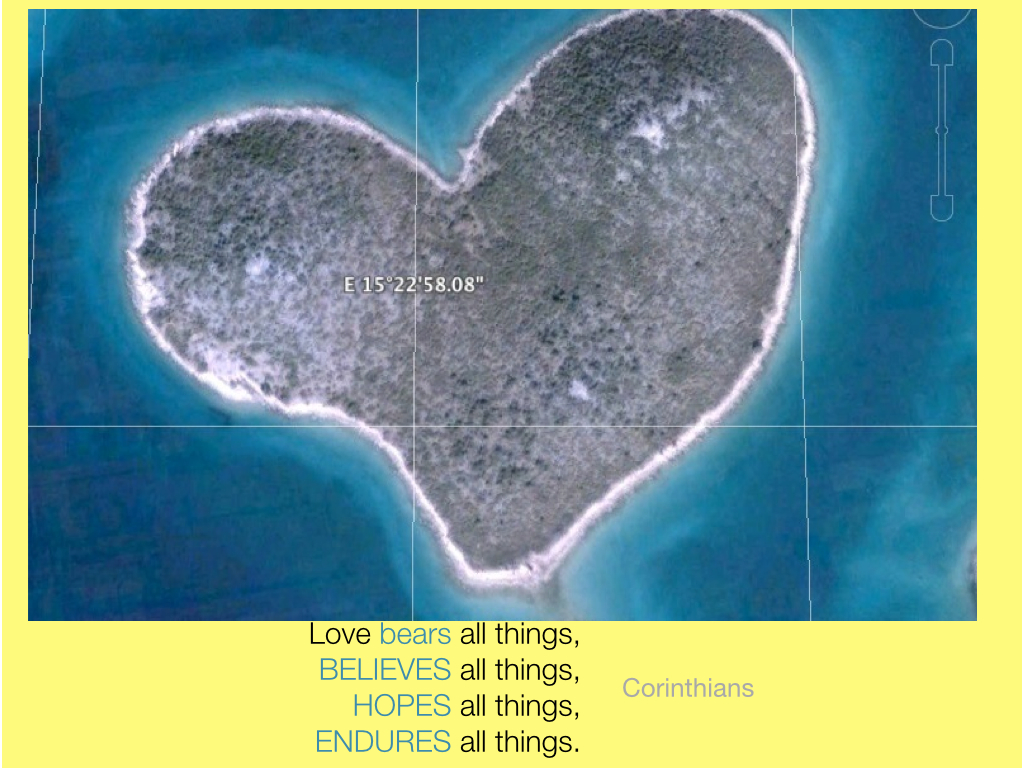 E 15°22'58.08"
Love bears all things,
BELIEVES all things,
HOPES all things,
ENDURES all things.
Corinthians